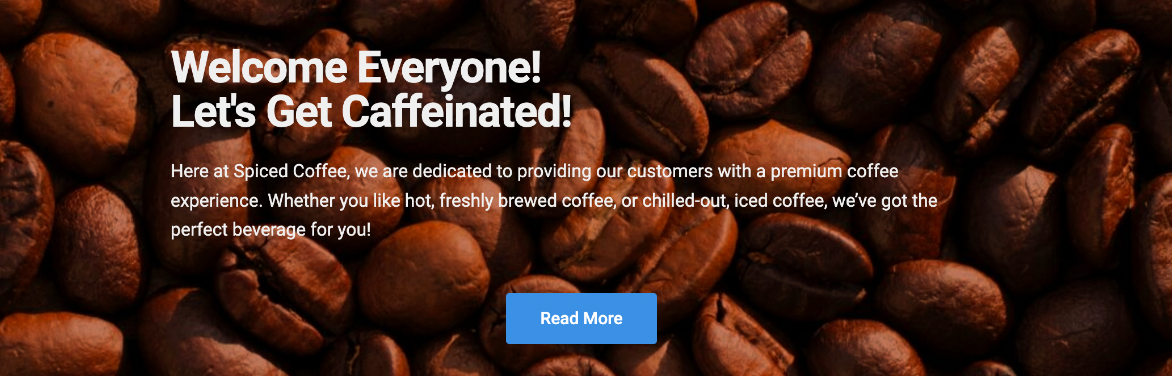 Welcome Everyone!
Let's Get Caffeinated!
Here at Spiced Coffee, we are dedicated to providing our customers with a premium coffee
experience. Whether you like hot, freshly brewed coffee, or chilled-out, iced coffee, we’ve got the
perfect beverage for you!
Read More